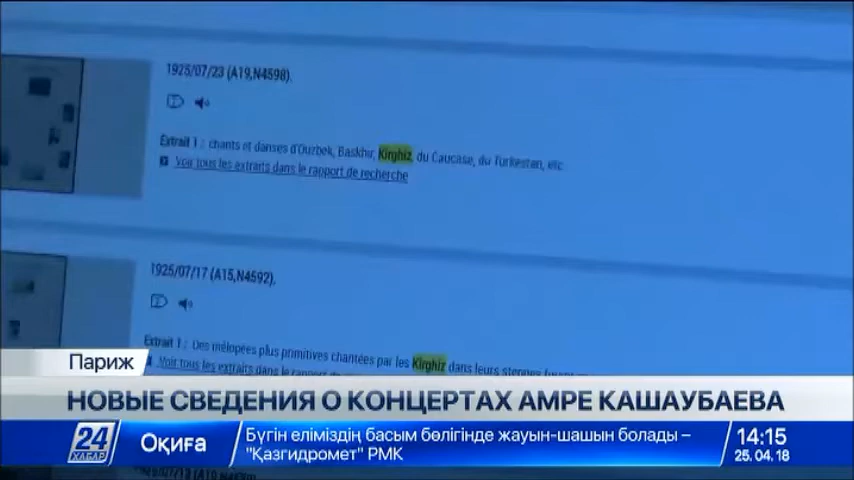 1925/07/23 (A19,N4598).
Extrait 1 : chants et danses d'Ouzbek, Baskhir, Kirghiz, du Caucase, du Turkestan, etc
Voir tous les extraits dans le rapport de recherche
1925/07/17 (A15,N4592),
Extrait 1 : Des mélopées plus primitives chantées par les Kirghiz dans leurs steppes
Voir tous les extraits dans le rapport de recherche
Париж
НОВЫЕ СВЕДЕНИЯ О КОНЦЕРТАХ АМРЕ КАШАУБАЕВА
24
ХАБАР
Оқиға
Бүгін еліміздің басым бөлігінде жауын-шашын болады –
"Қазгидромет" РМК
14:15
25. 04. 18